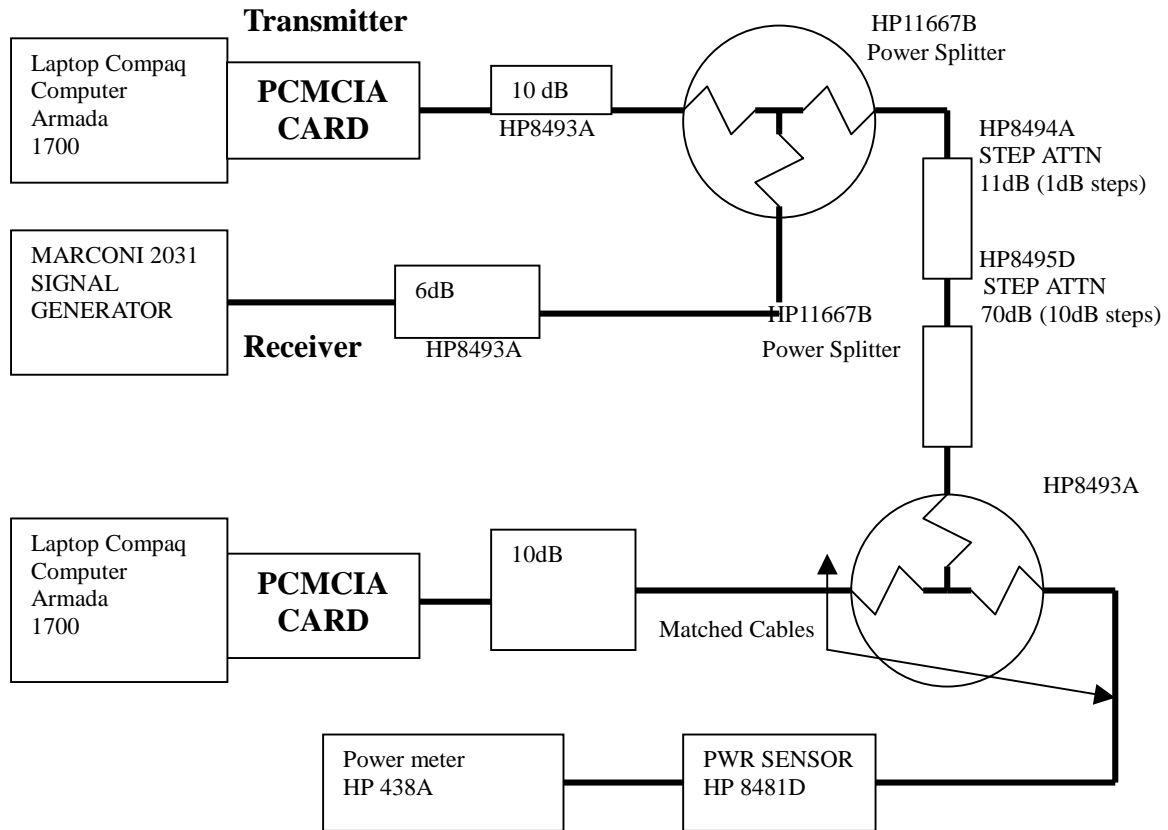 Transmitter
HP11667B
Power Splitter
Laptop Compaq
Computer
Armada
1700
PCMCIA
CARD
10 dB
HP8493A
HP8494A
STEP ATTN
11dB (1dB steps)
MARCONI 2031
SIGNAL
GENERATOR
6dB
HP8493A
Receiver
HP11667B
Power Splitter
HP8495D
STEP ATTN
70dB (10dB steps)
HP8493A
Laptop Compaq
Computer
Armada
1700
PCMCIA
CARD
10dB
Matched Cables
Power meter
HP 438A
PWR SENSOR
HP 8481D